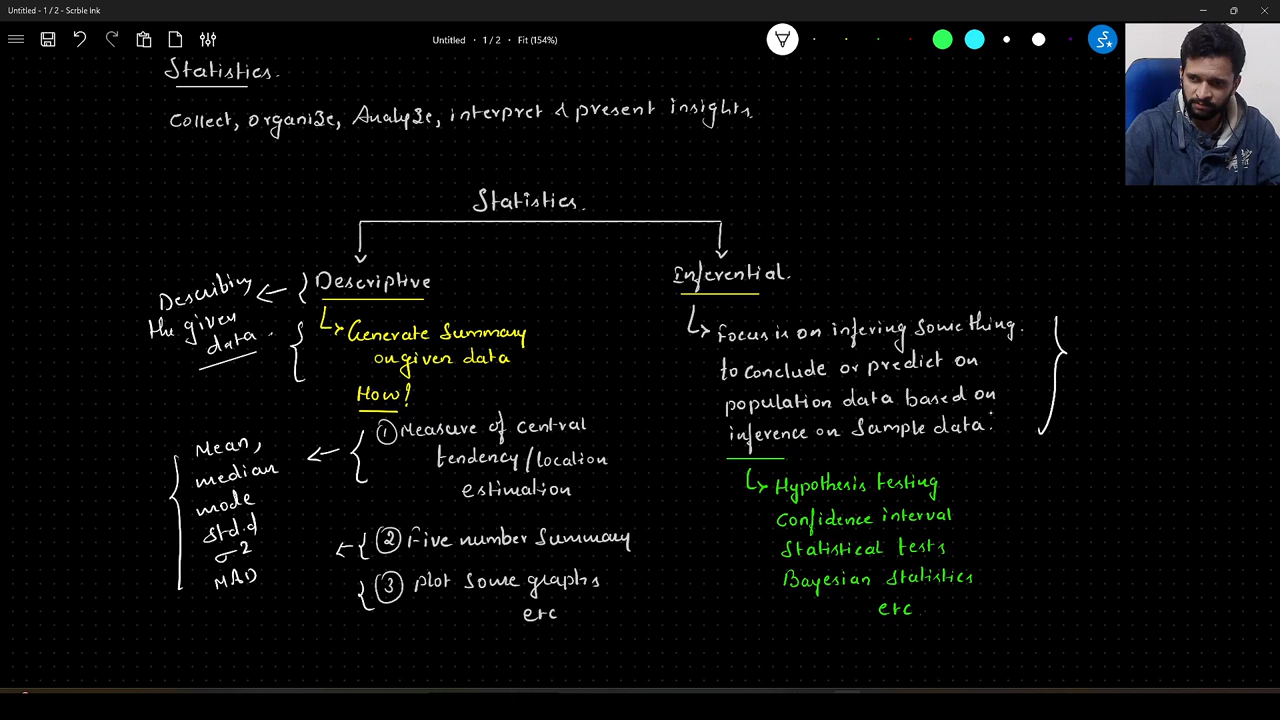 Untitled - 1 / 2 - Scrble Ink
Untitled · 1 / 2 · Fit (154%)
Statistics.
Collect, organize, Analyze, interpret & present insights.
Statistics.
Descriptive
Describing
the given
data.
Generate Summary
on given data
How?
① Measure of central
tendency/location
estimation
Mean,
median
mode
std.d
σ²
MAD
② Five number Summary
③ plot some graphs
etc
Inferential.
Focus is on infering something.
to conclude or predict on
population data based on
inference on sample data.
Hypothesis testing
Confidence interval
Statistical tests
Bayesian statistics
etc.